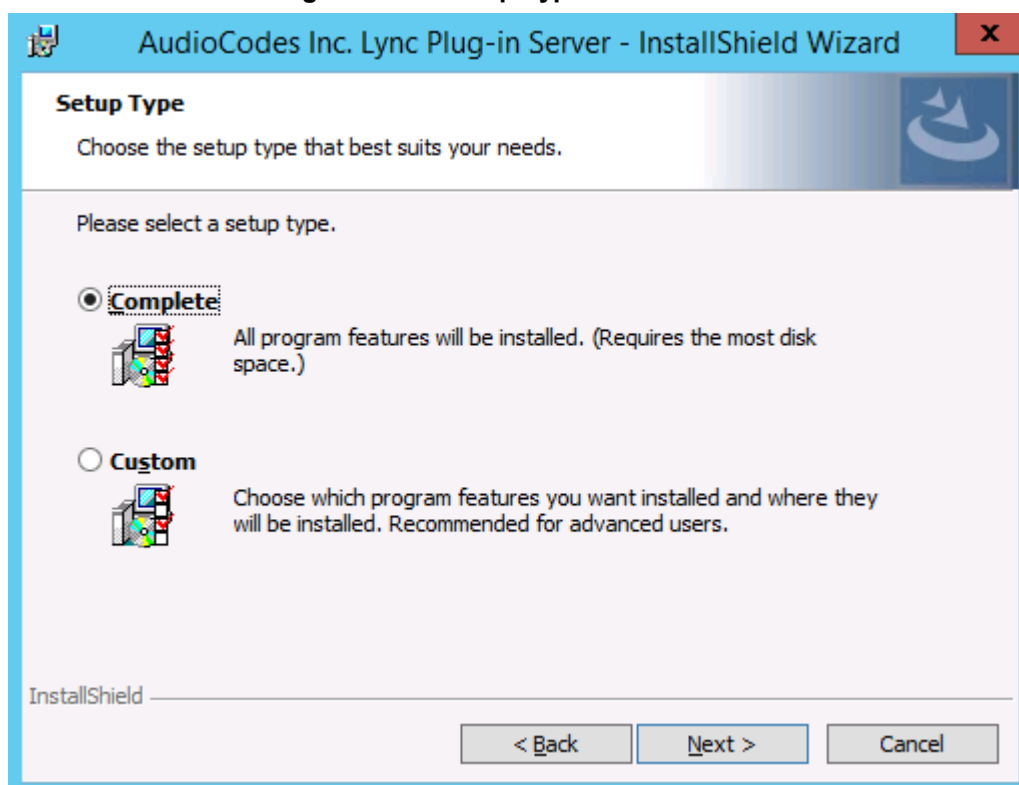 AudioCodes Inc. Lync Plug-in Server - InstallShield Wizard
x
Setup Type
Choose the setup type that best suits your needs.
Please select a setup type.
Complete
All program features will be installed. (Requires the most disk
space.)
Custom
Choose which program features you want installed and where they
will be installed. Recommended for advanced users.
InstallShield
< Back Next > Cancel